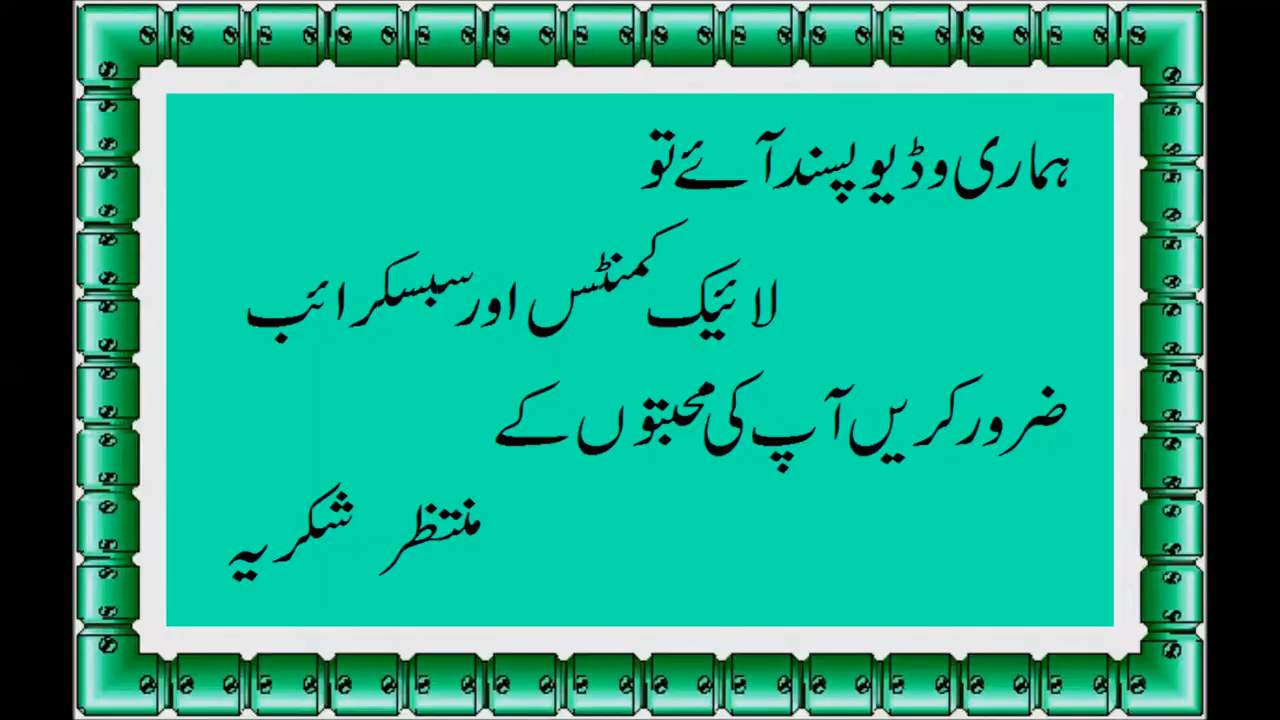 ہماری وڈیو پسند آئے تو
لائیک کمنٹس اور سبسکرائب
ضرور کریں آپ کی محبتوں کے
منتظر شکریہ